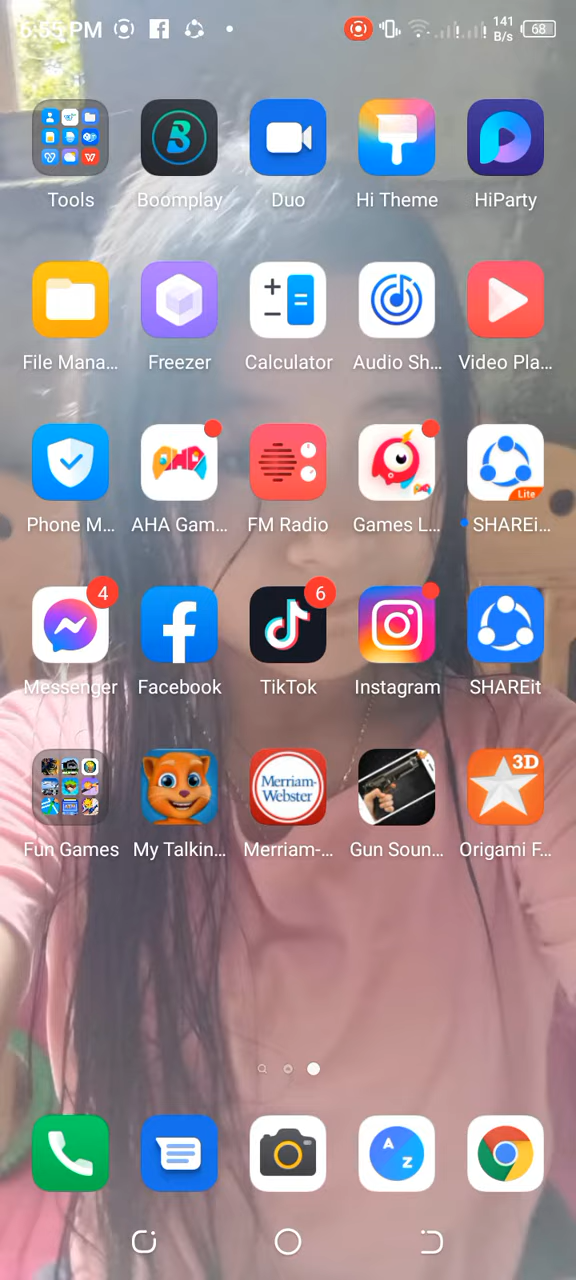 5:55 PM 141 B/s 68
Tools Boomplay Duo Hi Theme HiParty
File Mana... Freezer Calculator Audio Sh... Video Pla...
AHA
Lite
Phone M... AHA Gam... FM Radio Games L... SHAREi...
4 6
Messenger Facebook TikTok Instagram SHAREit
3D
Merriam-
Webster
Fun Games My Talkin... Merriam-... Gun Soun... Origami F...
A
Z